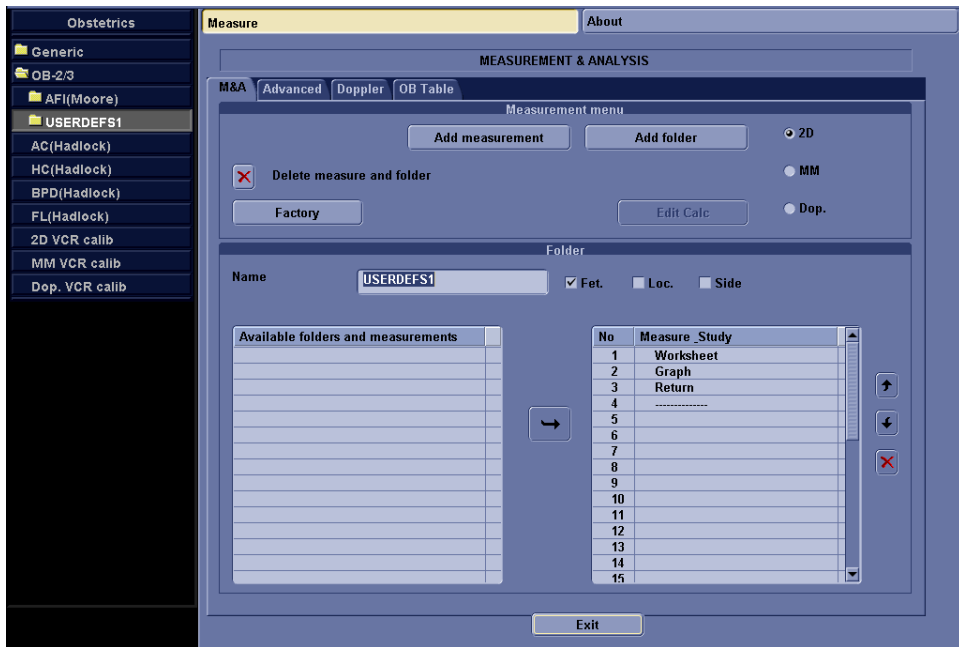 Obstetrics
Generic
OB-2/3
AFI(Moore)
USERDEFS1
AC(Hadlock)
HC(Hadlock)
BPD(Hadlock)
FL(Hadlock)
2D VCR calib
MM VCR calib
Dop. VCR calib
Measure
About
MEASUREMENT & ANALYSIS
M&A
Advanced
Doppler
OB Table
Measurement menu
Add measurement
Add folder
2D
Delete measure and folder
MM
Factory
Edit Calc
Dop.
Folder
Name
USERDEFS1
Fet.
Loc.
Side
Available folders and measurements
No Measure _Study
1 Worksheet
2 Graph
3 Return
4 --------------
5
6
7
8
9
10
11
12
13
14
15
Exit